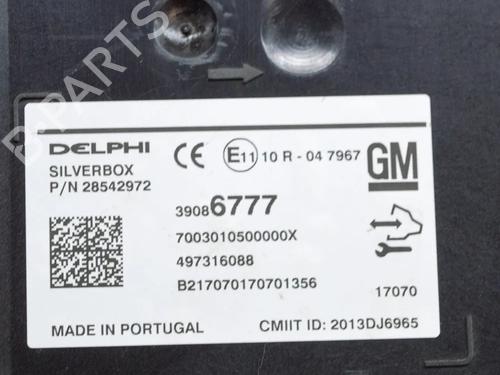 B PARTS
DELPHI
SILVERBOX
P/N 28542972
CE E11 10 R - 04 7967
GM
39086777
7003010500000X
497316088
B217070170701356
17070
MADE IN PORTUGAL
CMIIT ID: 2013DJ6965